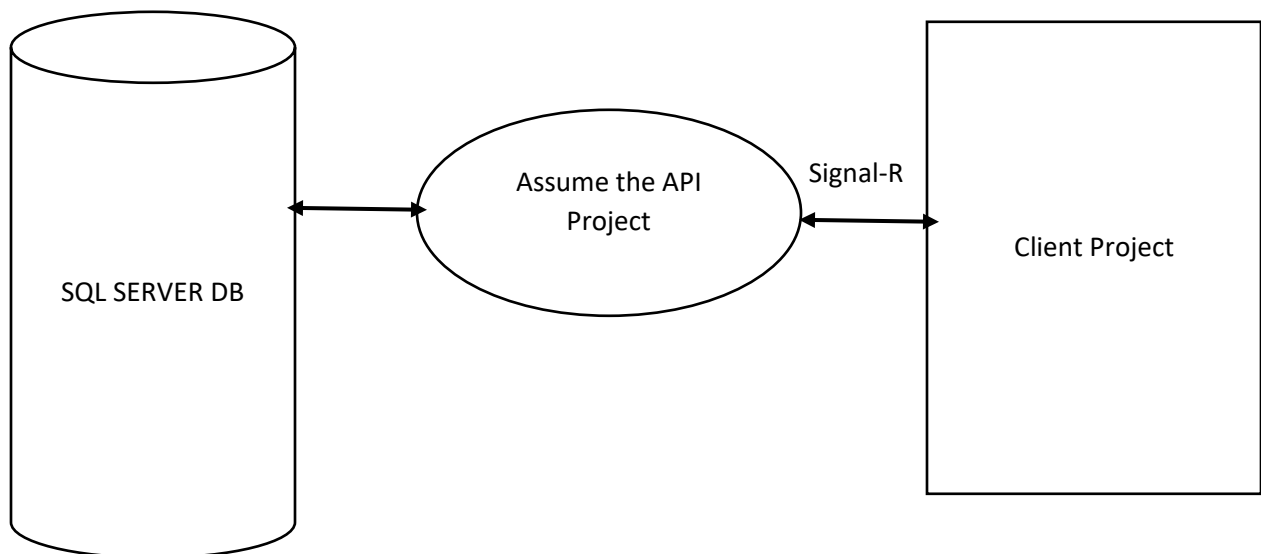 SQL SERVER DB
Assume the API
Project
Signal-R
Client Project